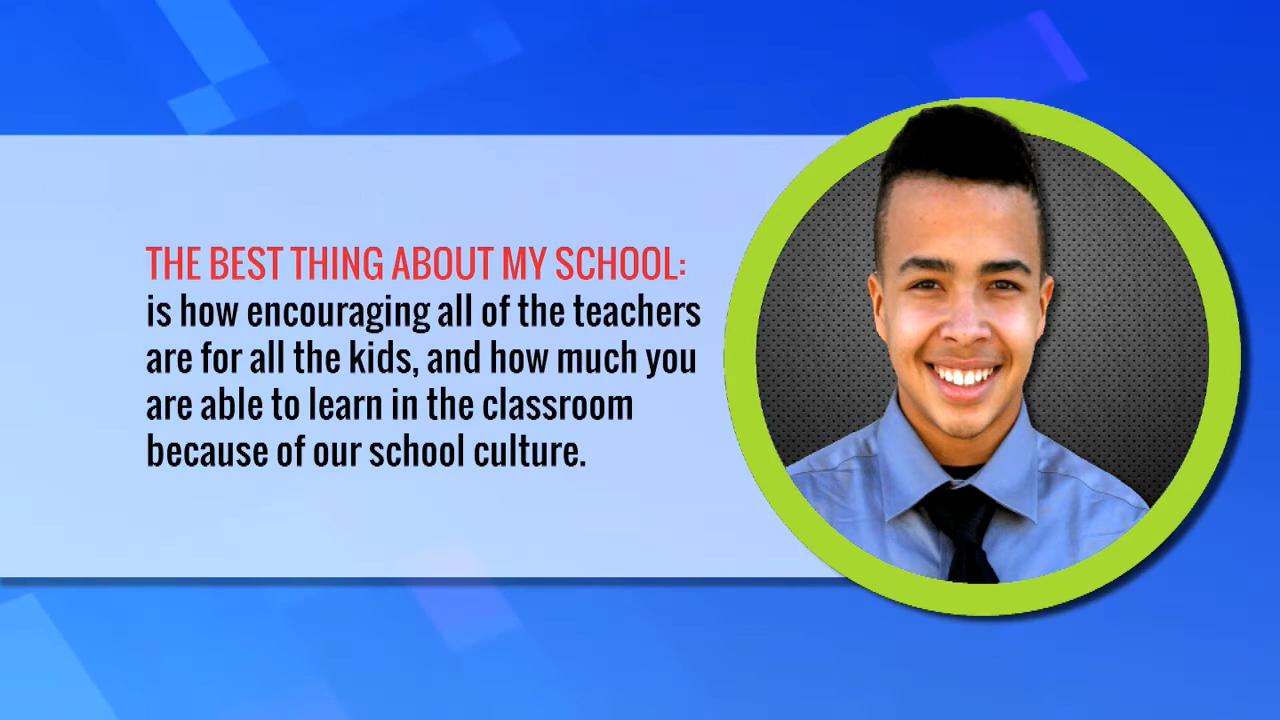 THE BEST THING ABOUT MY SCHOOL:
is how encouraging all of the teachers
are for all the kids, and how much you
are able to learn in the classroom
because of our school culture.